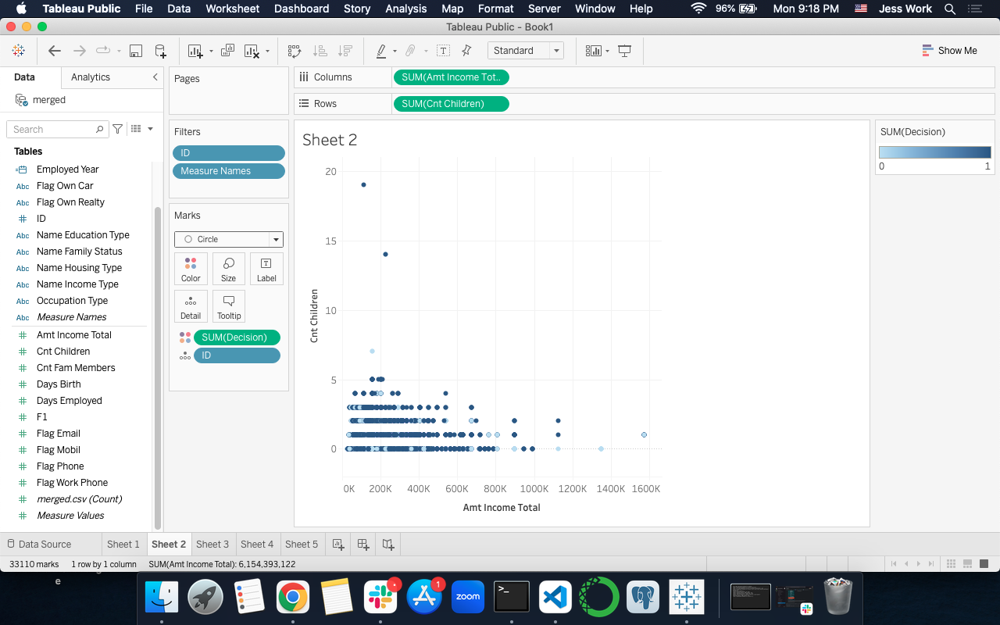 Tableau Public File Data Worksheet Dashboard Story Analysis Map Format Server Window Help 96% Mon 9:18 PM Jess Work
Tableau Public - Book1
Standard Show Me
Data Analytics
merged
Search
Tables
Employed Year
Abc Flag Own Car
Abc Flag Own Realty
# ID
Abc Name Education Type
Abc Name Family Status
Abc Name Housing Type
Abc Name Income Type
Abc Occupation Type
Abc Measure Names
# Amt Income Total
# Cnt Children
# Cnt Fam Members
# Days Birth
# Days Employed
# F1
# Flag Email
# Flag Mobil
# Flag Phone
# Flag Work Phone
# merged.csv (Count)
# Measure Values
Pages
Filters
ID
Measure Names
Marks
Circle
Color Size Label
Detail Tooltip
SUM(Decision)
ID
Columns SUM(Amt Income Tot..
Rows SUM(Cnt Children)
Sheet 2
20
15
10
5
0
Cnt Children
0K 200K 400K 600K 800K 1000K 1200K 1400K 1600K
Amt Income Total
SUM(Decision)
0 1
Data Source Sheet 1 Sheet 2 Sheet 3 Sheet 4 Sheet 5
33110 marks 1 row by 1 column SUM(Amt Income Total): 6,154,393,122
e
1
zoom